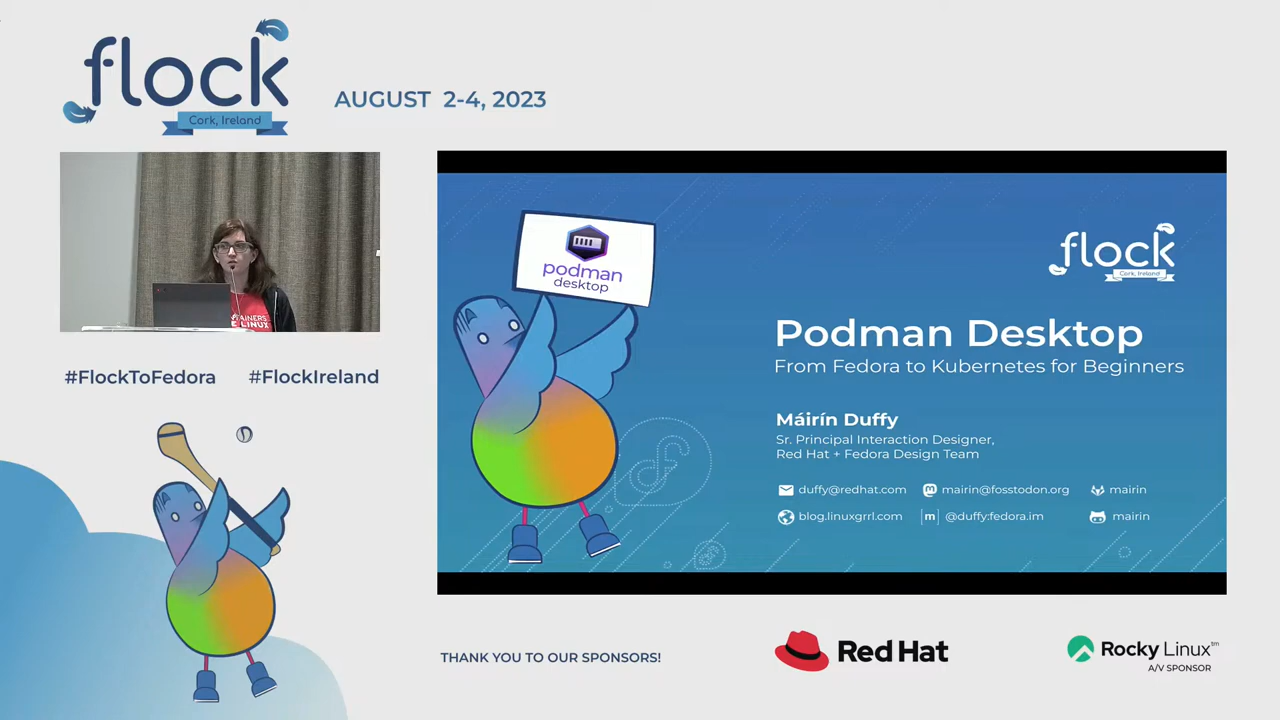 flock
Cork, Ireland
AUGUST 2-4, 2023
AINERS
LINUX
#FlockToFedora
#FlockIreland
podman
desktop
flock
Cork, Ireland
Podman Desktop
From Fedora to Kubernetes for Beginners
Máirín Duffy
Sr. Principal Interaction Designer,
Red Hat + Fedora Design Team
duffy@redhat.com
mairin@fosstodon.org
mairin
blog.linuxgrrl.com
[m] @duffy:fedora.im
mairin
THANK YOU TO OUR SPONSORS!
Red Hat
Rocky Linux™
A/V SPONSOR